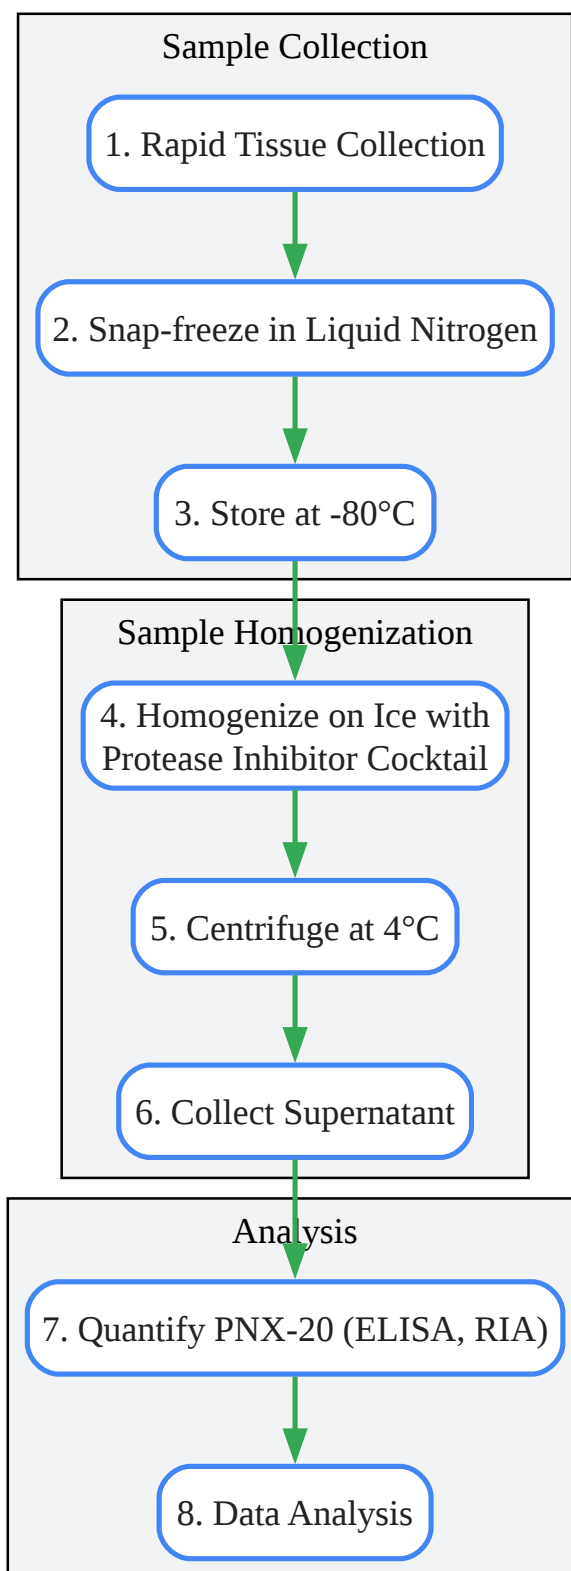 Sample Collection
1. Rapid Tissue Collection
2. Snap-freeze in Liquid Nitrogen
3. Store at -80°C
Sample Homogenization
4. Homogenize on Ice with
Protease Inhibitor Cocktail
5. Centrifuge at 4°C
6. Collect Supernatant
Analysis
7. Quantify PNX-20 (ELISA, RIA)
8. Data Analysis